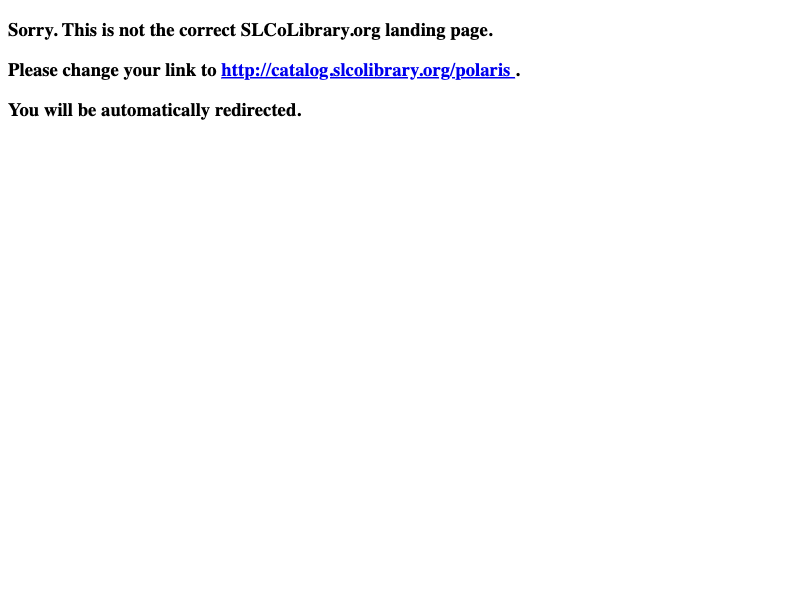 Sorry. This is not the correct SLCoLibrary.org landing page.
Please change your link to http://catalog.slcolibrary.org/polaris .
You will be automatically redirected.